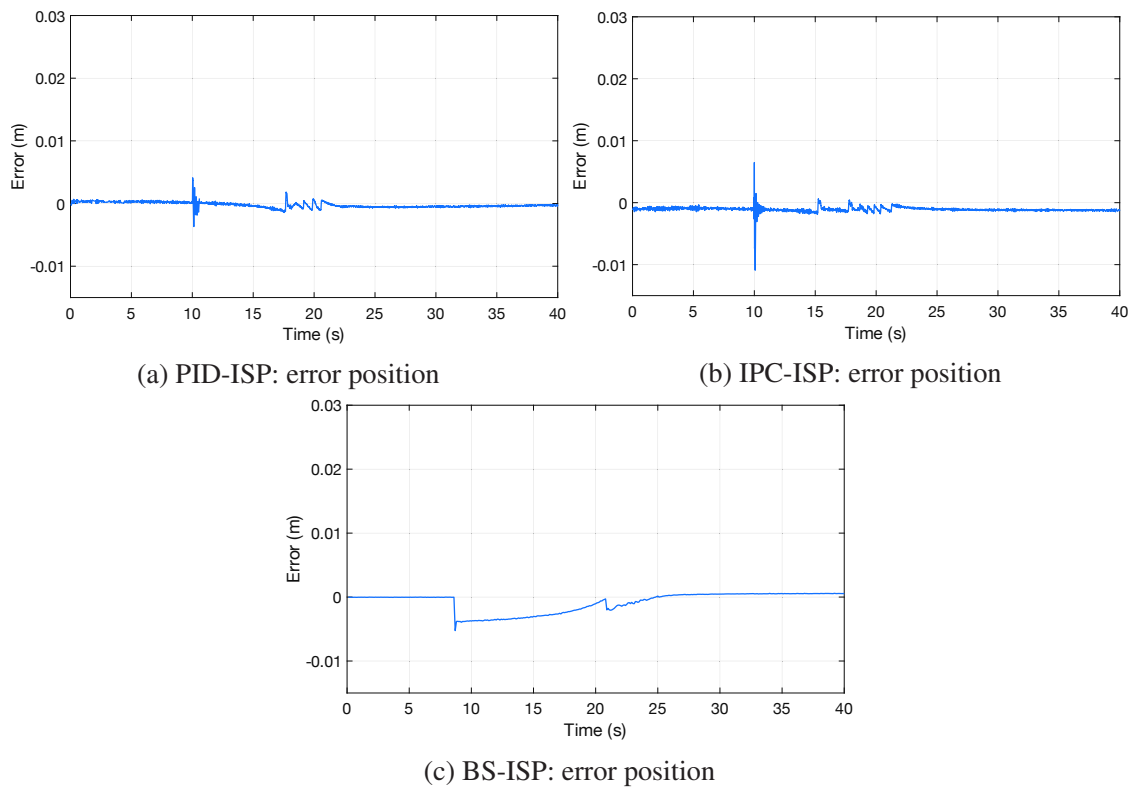 0.03
0.02
0.01
0
-0.01
Error (m)
0 5 10 15 20 25 30 35 40
Time (s)
(a) PID-ISP: error position
0.03
0.02
0.01
0
-0.01
Error (m)
0 5 10 15 20 25 30 35 40
Time (s)
(b) IPC-ISP: error position
0.03
0.02
0.01
0
-0.01
Error (m)
0 5 10 15 20 25 30 35 40
Time (s)
(c) BS-ISP: error position